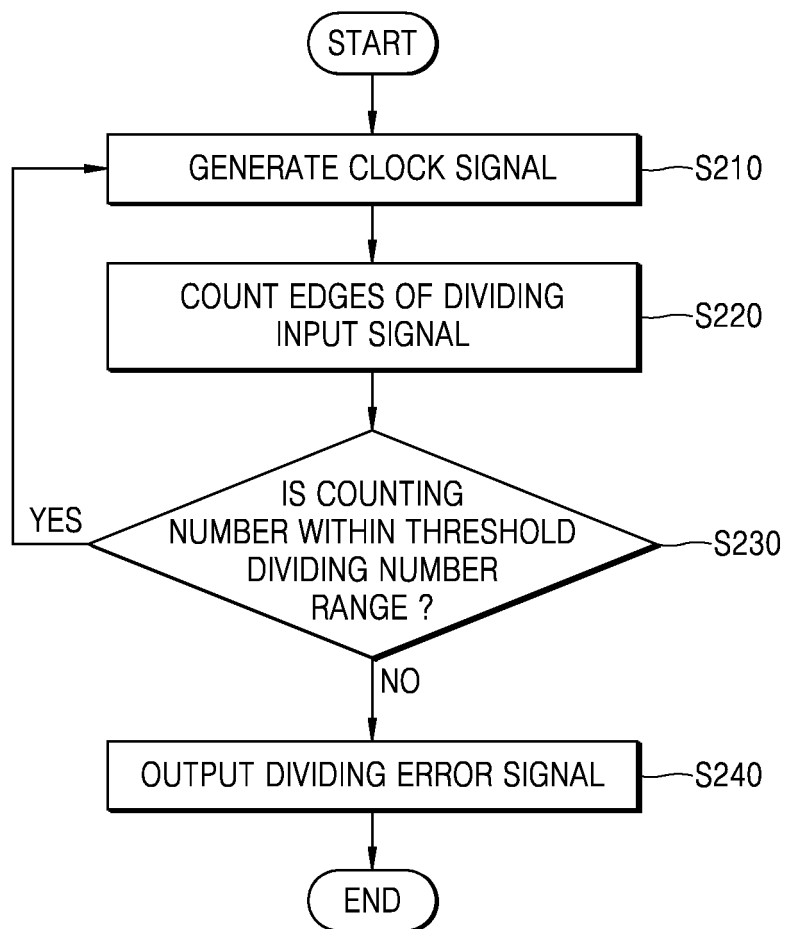 START
GENERATE CLOCK SIGNAL
S210
COUNT EDGES OF DIVIDING
INPUT SIGNAL
S220
IS COUNTING
NUMBER WITHIN THRESHOLD
DIVIDING NUMBER
RANGE ?
YES
S230
NO
OUTPUT DIVIDING ERROR SIGNAL
S240
END